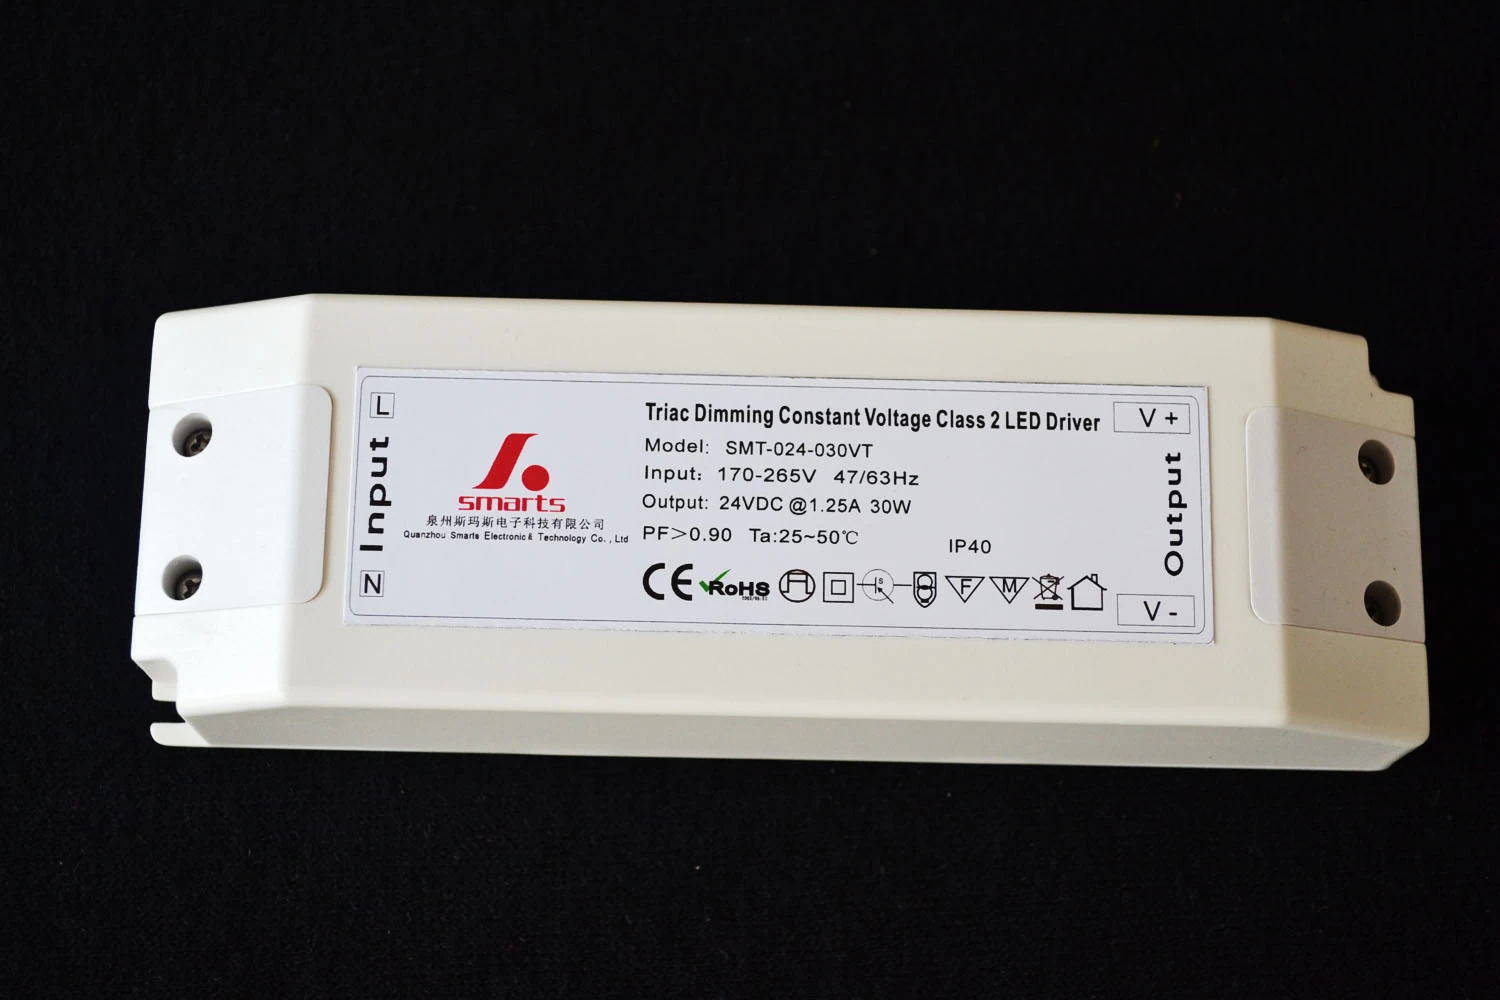 L
Input
N
smarts
泉州斯玛斯电子科技有限公司
Quanzhou Smarts Electronic & Technology Co., Ltd
Triac Dimming Constant Voltage Class 2 LED Driver
Model: SMT-024-030VT
Input: 170-265V 47/63Hz
Output: 24VDC @1.25A 30W
PF>0.90 Ta:25~50℃
IP40
CE RoHS S F M
V +
Output
V -